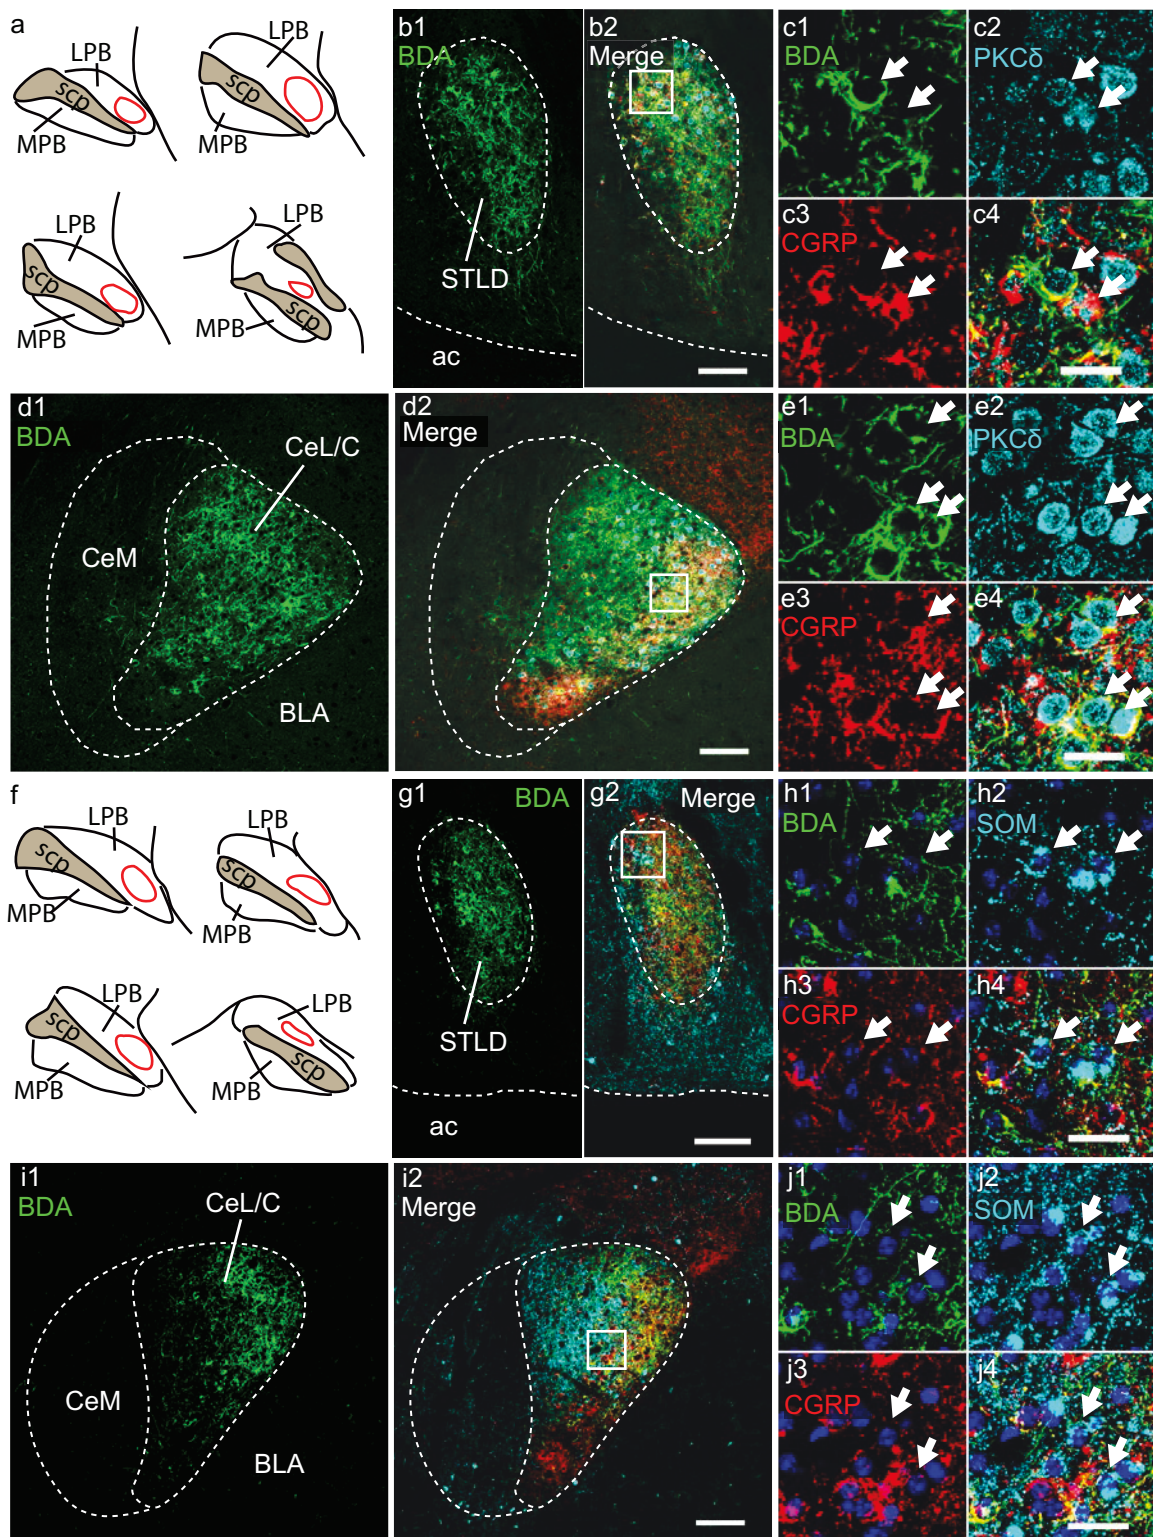 a
LPB
scp
MPB
LPB
scp
MPB
LPB
scp
MPB
LPB
scp
MPB
b1
BDA
STLD
ac
b2
Merge
c1
BDA
c2
PKCδ
c3
CGRP
c4
d1
BDA
CeL/C
CeM
BLA
d2
Merge
e1
BDA
e2
PKCδ
e3
CGRP
e4
f
LPB
scp
MPB
LPB
scp
MPB
LPB
scp
MPB
LPB
scp
MPB
g1
BDA
STLD
ac
g2
Merge
h1
BDA
h2
SOM
h3
CGRP
h4
i1
BDA
CeL/C
CeM
BLA
i2
Merge
j1
BDA
j2
SOM
j3
CGRP
j4